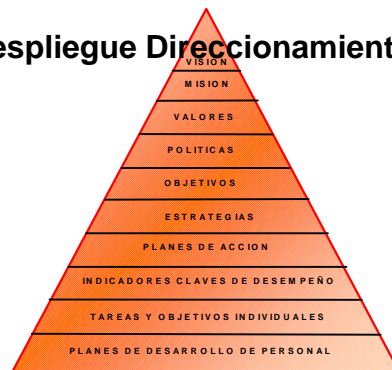 espliegue Direccionamient
VISION
MISION
VALORES
POLITICAS
OBJETIVOS
ESTRATEGIAS
PLANES DE ACCION
INDICADORES CLAVES DE DESEMPEÑO
TAREAS Y OBJETIVOS INDIVIDUALES
PLANES DE DESARROLLO DE PERSONAL